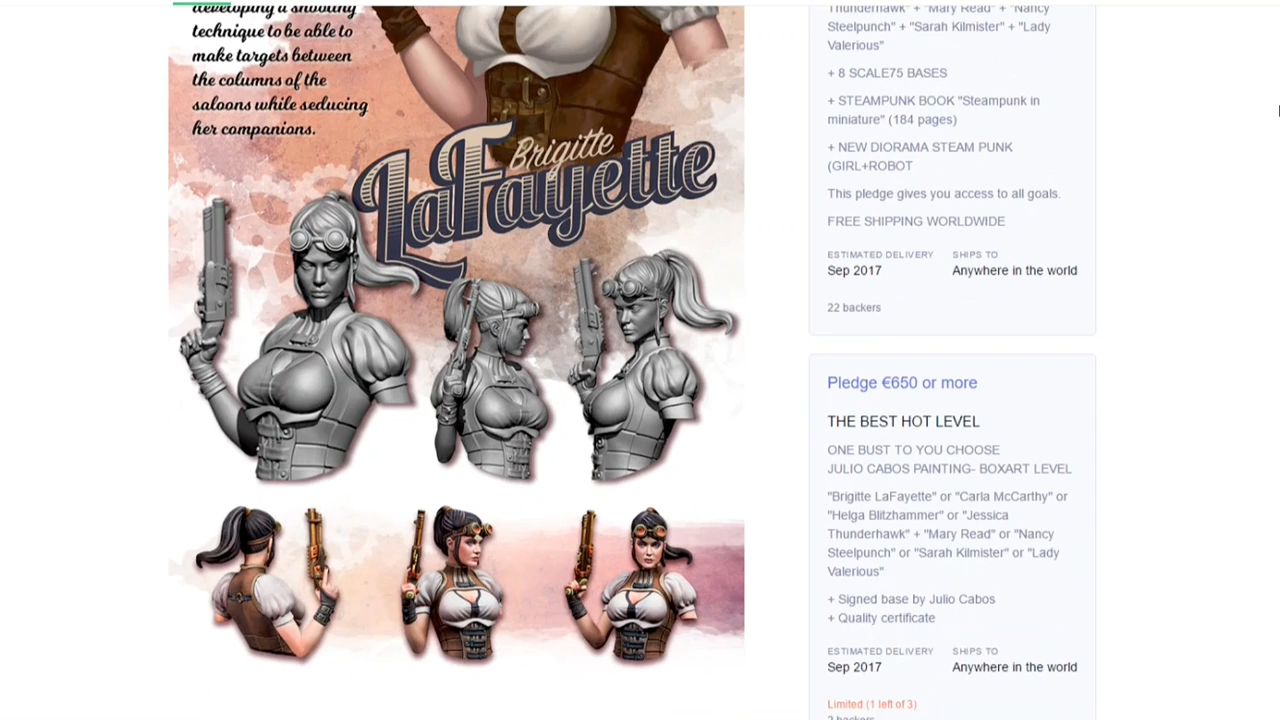 developing a shooting
technique to be able to
make targets between
the columns of the
saloons while seducing
her companions.
Brigitte
LaFayette
Thunderhawk" + "Mary Read" + "Nancy
Steelpunch" + "Sarah Kilmister" + "Lady
Valerious"
+ 8 SCALE75 BASES
+ STEAMPUNK BOOK "Steampunk in
miniature" (184 pages)
+ NEW DIORAMA STEAM PUNK
(GIRL+ROBOT
This pledge gives you access to all goals.
FREE SHIPPING WORLDWIDE
ESTIMATED DELIVERY SHIPS TO
Sep 2017 Anywhere in the world
22 backers
Pledge €650 or more
THE BEST HOT LEVEL
ONE BUST TO YOU CHOOSE
JULIO CABOS PAINTING- BOXART LEVEL
"Brigitte LaFayette" or "Carla McCarthy" or
"Helga Blitzhammer" or "Jessica
Thunderhawk" + "Mary Read" or "Nancy
Steelpunch" or "Sarah Kilmister" or "Lady
Valerious"
+ Signed base by Julio Cabos
+ Quality certificate
ESTIMATED DELIVERY SHIPS TO
Sep 2017 Anywhere in the world
Limited (1 left of 3)
2 backers